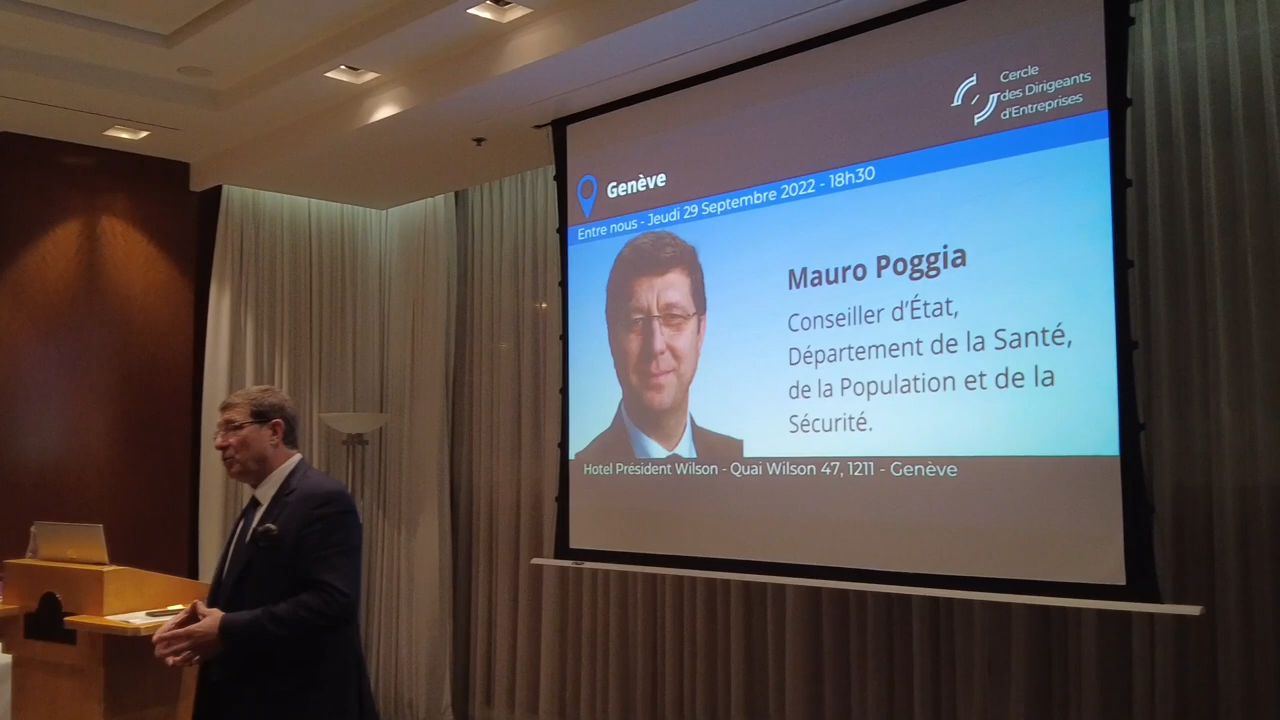 Cercle
des Dirigeants
d'Entreprises
Genève
Entre nous - Jeudi 29 Septembre 2022 - 18h30
Mauro Poggia
Conseiller d'État,
Département de la Santé,
de la Population et de la
Sécurité.
Hotel Président Wilson - Quai Wilson 47, 1211 - Genève